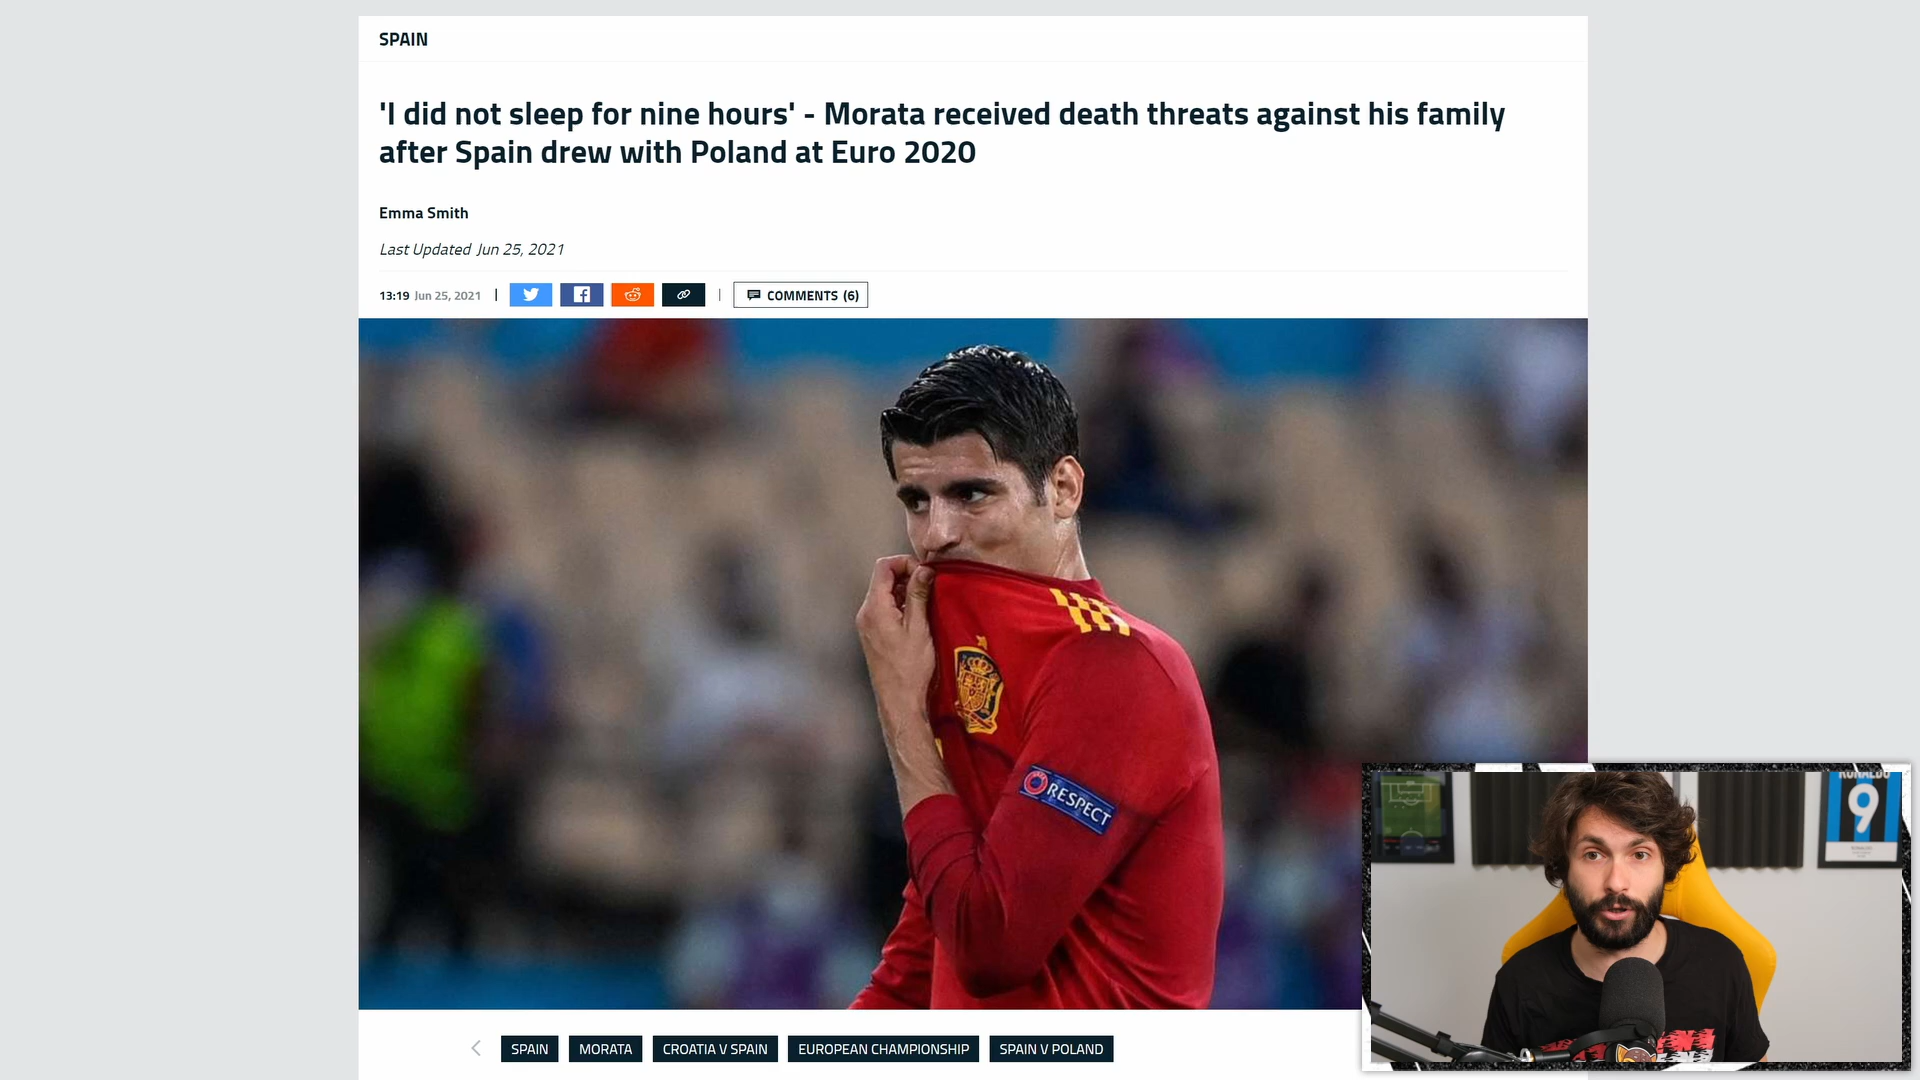 SPAIN
'I did not sleep for nine hours' - Morata received death threats against his family
after Spain drew with Poland at Euro 2020
Emma Smith
Last Updated Jun 25, 2021
13:19 Jun 25, 2021 | | COMMENTS (6)
RESPECT
RONALDO
9
SPAIN MORATA CROATIA V SPAIN EUROPEAN CHAMPIONSHIP SPAIN V POLAND